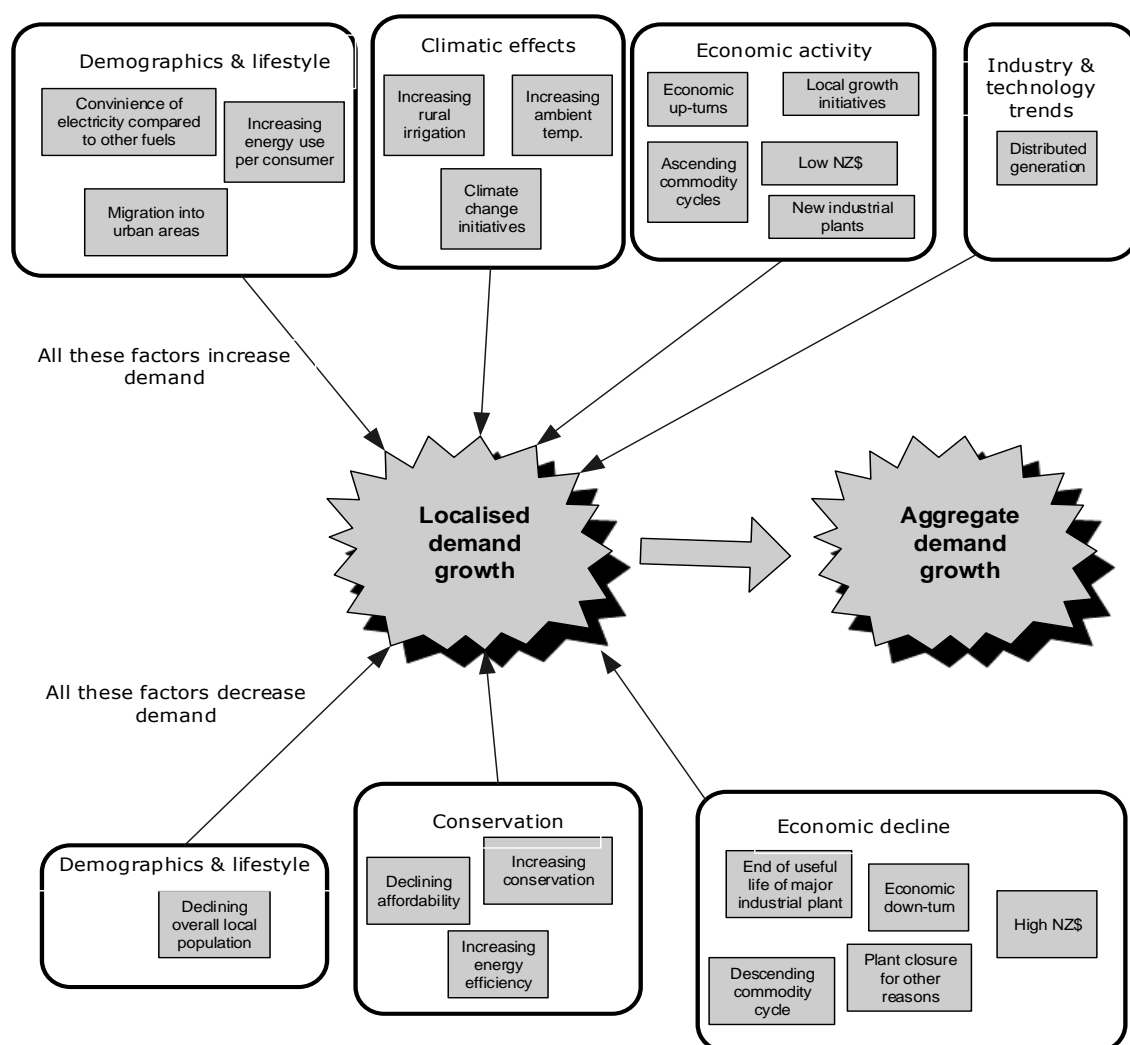 Demographics & lifestyle
Convinience of
electricity compared
to other fuels
Increasing
energy use
per consumer
Migration into
urban areas
Climatic effects
Increasing
rural
irrigation
Increasing
ambient
temp.
Climate
change
initiatives
Economic activity
Economic
up-turns
Local growth
initiatives
Ascending
commodity
cycles
Low NZ$
New industrial
plants
Industry &
technology
trends
Distributed
generation
All these factors increase
demand
Localised
demand
growth
Aggregate
demand
growth
All these factors decrease
demand
Demographics & lifestyle
Declining
overall local
population
Conservation
Declining
affordability
Increasing
conservation
Increasing
energy
efficiency
Economic decline
End of useful
life of major
industrial plant
Economic
down-turn
High NZ$
Descending
commodity
cycle
Plant closure
for other
reasons